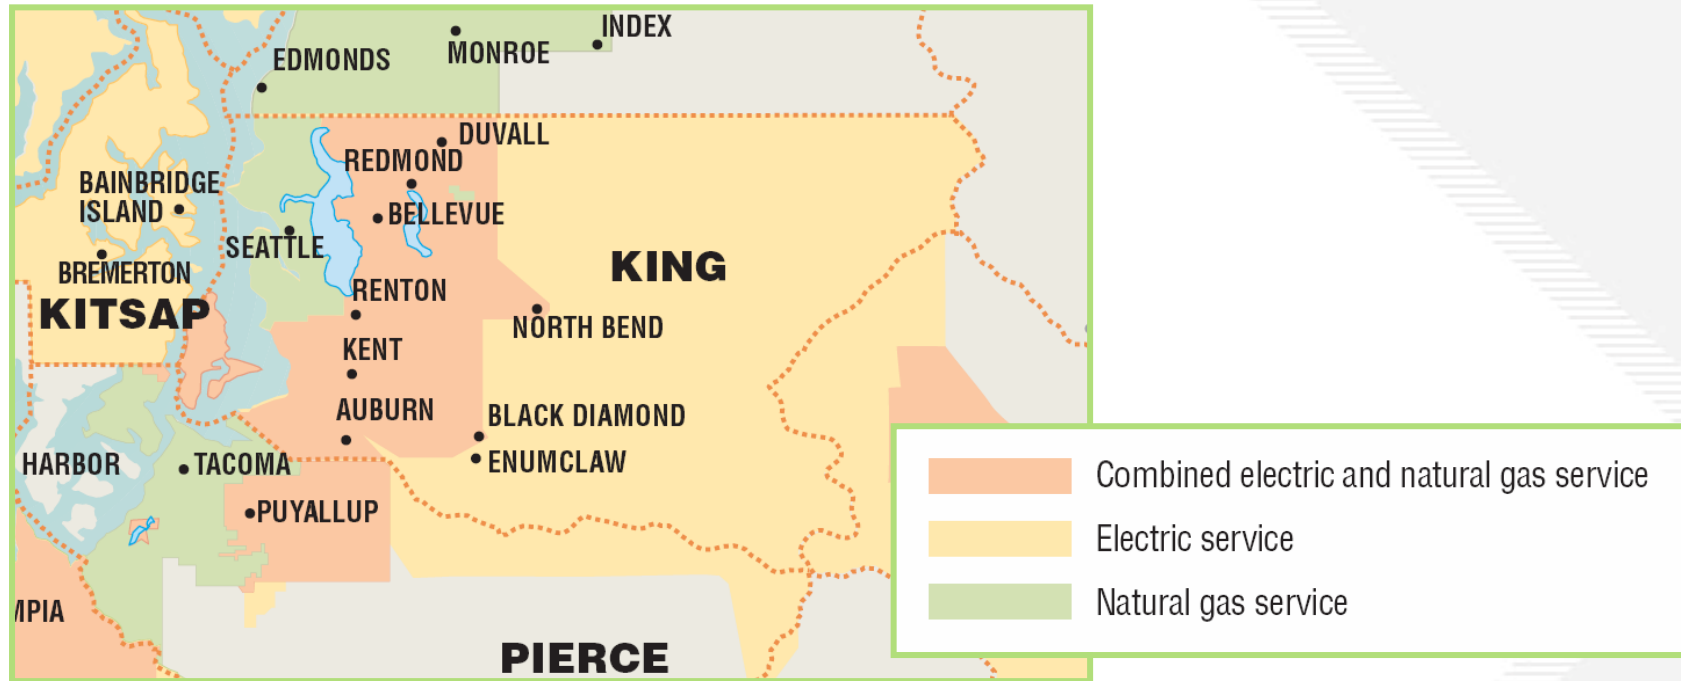 INDEX
MONROE
EDMONDS
DUVALL
REDMOND
BAINBRIDGE
ISLAND
BELLEVUE
SEATTLE
KING
BREMERTON
RENTON
KITSAP
NORTH BEND
KENT
AUBURN
BLACK DIAMOND
HARBOR
TACOMA
ENUMCLAW
PUYALLUP
MPIA
PIERCE
Combined electric and natural gas service
Electric service
Natural gas service